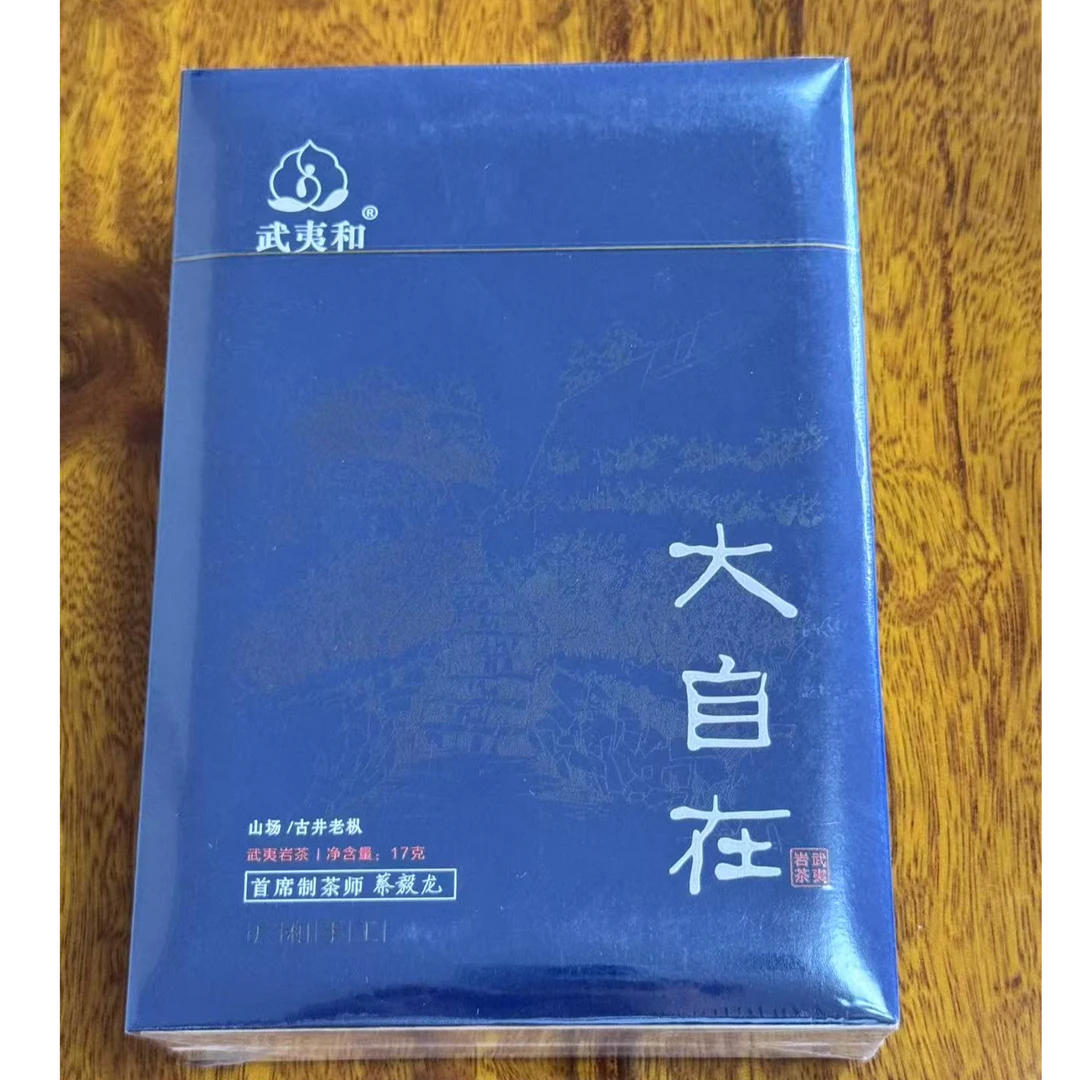 武夷和®
大自在
武夷岩茶
山场 /古井老枞
武夷岩茶 | 净含量：17克
首席制茶师 蔡毅龙